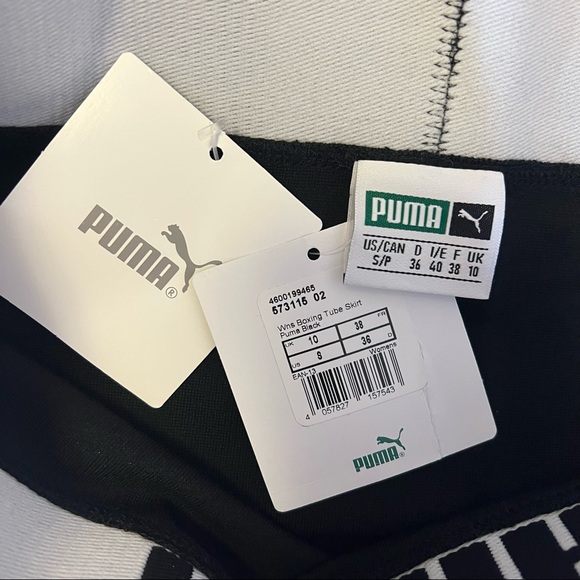 PUMA®
PUMA
US/CAN D I/E F UK
S/P 36 40 38 10
4600199465
573115 02
Wns Boxing Tube Skirt
Puma Black
UK 10 38 FR
US S 36 D
EAN-13 Womens
4 057827 157543
PUMA®